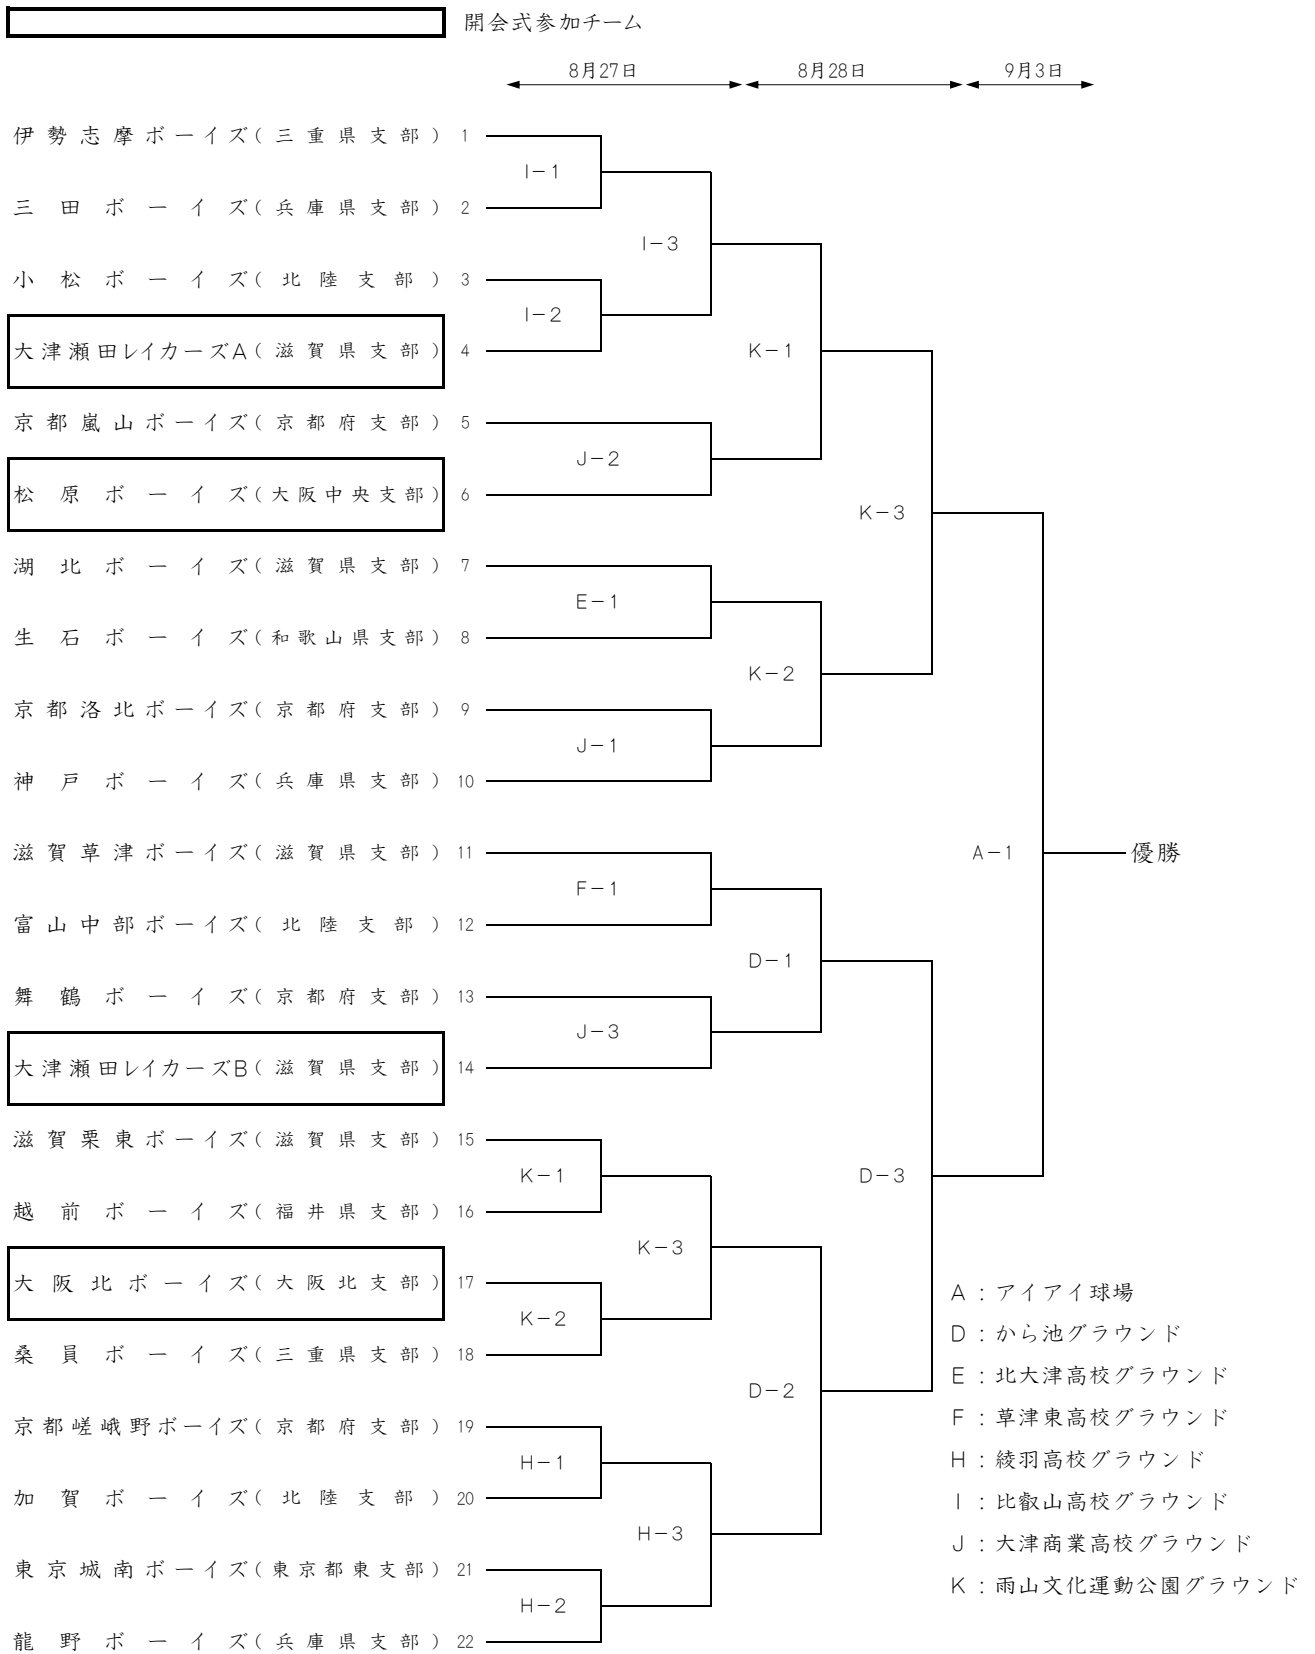 開会式参加チーム
8月27日 8月28日 9月3日
伊勢志摩ボーイズ(三重県支部) 1
I-1
三田ボーイズ(兵庫県支部) 2
I-3
小松ボーイズ(北陸支部) 3
I-2
大津瀬田レイカーズA(滋賀県支部) 4
K-1
京都嵐山ボーイズ(京都府支部) 5
J-2
松原ボーイズ(大阪中央支部) 6
K-3
湖北ボーイズ(滋賀県支部) 7
E-1
生石ボーイズ(和歌山県支部) 8
K-2
京都洛北ボーイズ(京都府支部) 9
J-1
神戸ボーイズ(兵庫県支部) 10
滋賀草津ボーイズ(滋賀県支部) 11
A-1 優勝
F-1
富山中部ボーイズ(北陸支部) 12
D-1
舞鶴ボーイズ(京都府支部) 13
J-3
大津瀬田レイカーズB(滋賀県支部) 14
滋賀栗東ボーイズ(滋賀県支部) 15
K-1 D-3
越前ボーイズ(福井県支部) 16
K-3
大阪北ボーイズ(大阪北支部) 17
K-2
桑員ボーイズ(三重県支部) 18
D-2
京都嵯峨野ボーイズ(京都府支部) 19
H-1
加賀ボーイズ(北陸支部) 20
H-3
東京城南ボーイズ(東京都東支部) 21
H-2
龍野ボーイズ(兵庫県支部) 22
A:アイアイ球場
D:から池グラウンド
E:北大津高校グラウンド
F:草津東高校グラウンド
H:綾羽高校グラウンド
I:比叡山高校グラウンド
J:大津商業高校グラウンド
K:雨山文化運動公園グラウンド